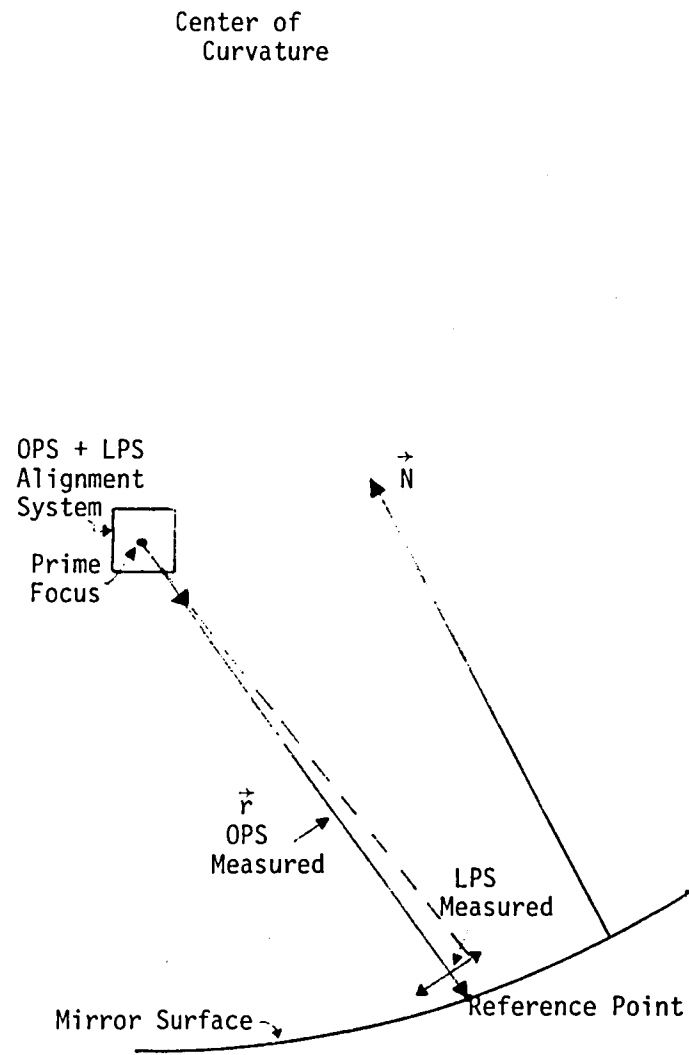 Center of
Curvature
OPS + LPS
Alignment
System
N
Prime
Focus
r
OPS
Measured
LPS
Measured
Reference Point
Mirror Surface